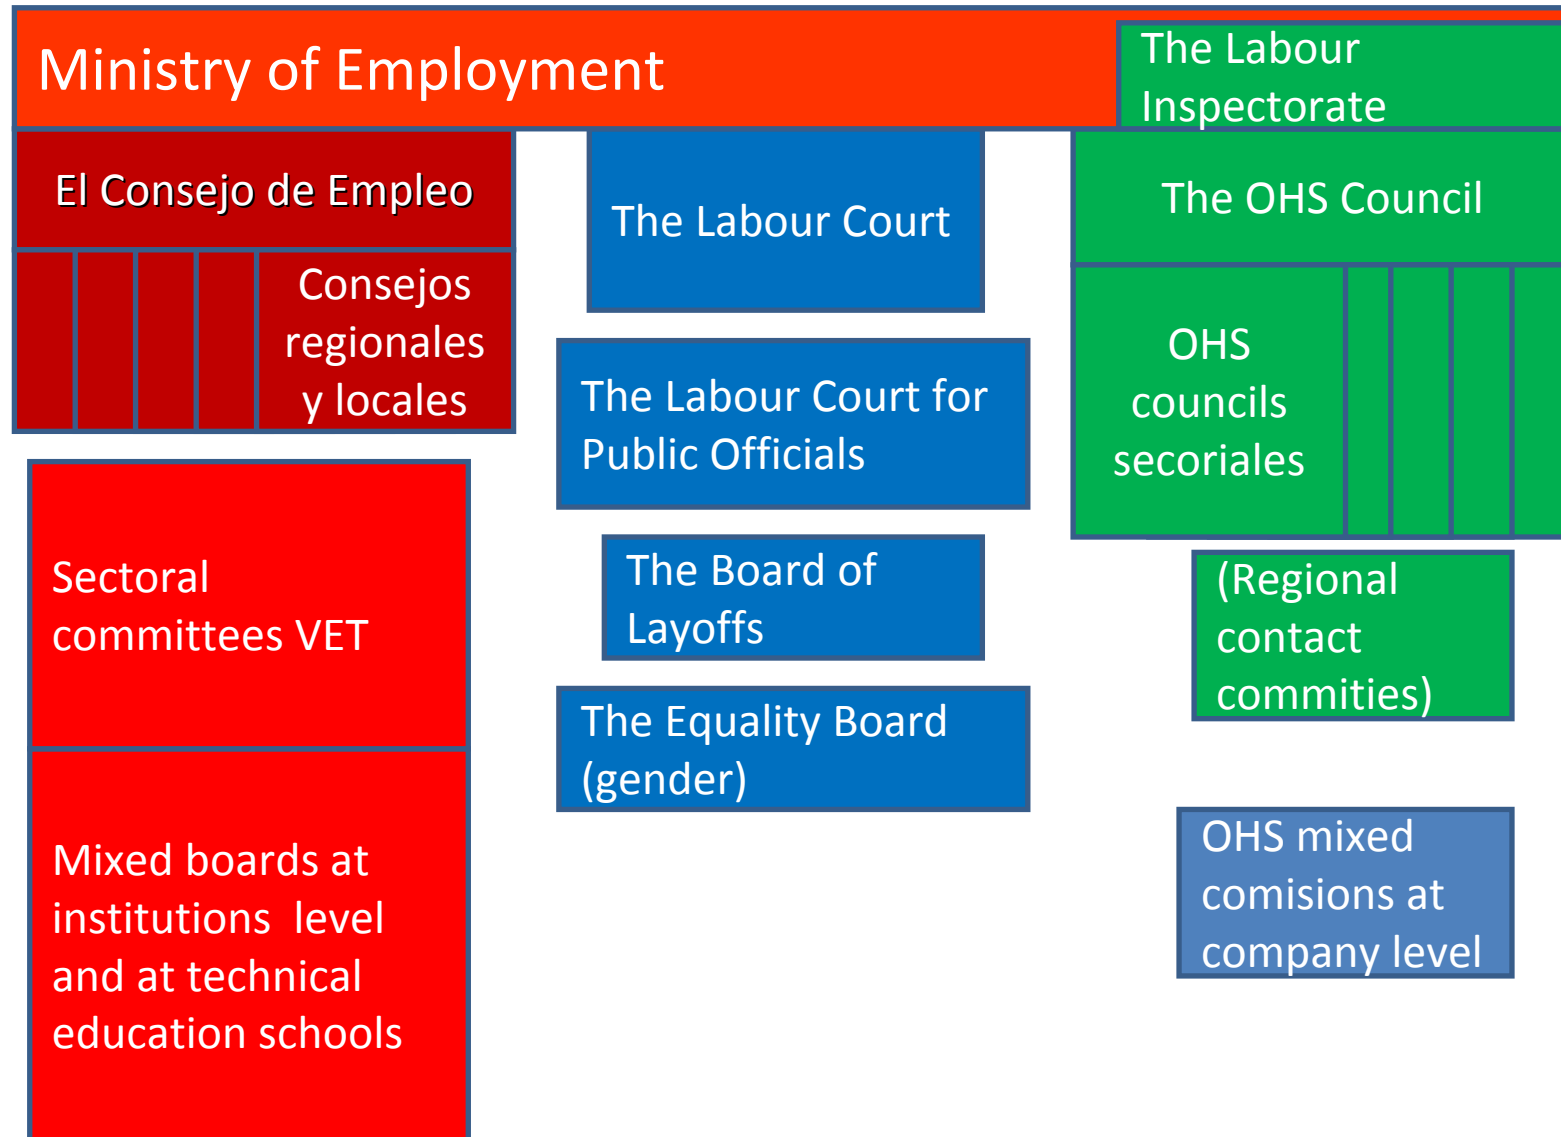 Ministry of Employment
The Labour
Inspectorate
El Consejo de Empleo
Consejos
regionales
y locales
Sectoral
committees VET
Mixed boards at
institutions  level
and at technical
education schools
The Labour Court
The Labour Court for
Public Officials
The Board of
Layoffs
The Equality Board
(gender)
The OHS Council
OHS
councils
secoriales
(Regional
contact
commities)
OHS mixed
comisions at
company level